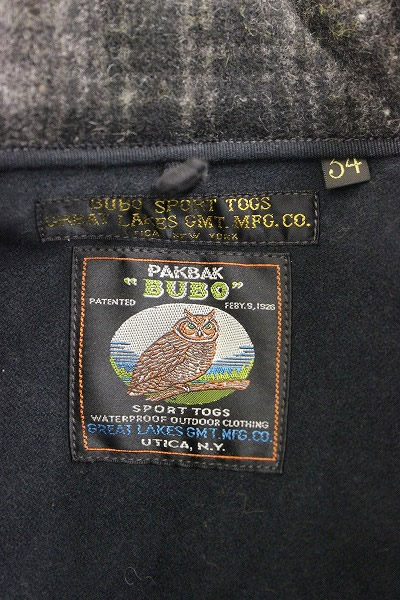 34
BUBO SPORT TOGS
GREAT LAKES GMT. MFG. CO.
UTICA, NEW YORK
PAKBAK
"BUBO"
PATENTED FEBY. 9, 1926
SPORT TOGS
WATERPROOF OUTDOOR CLOTHING
GREAT LAKES GMT. MFG. CO.
UTICA, N.Y.